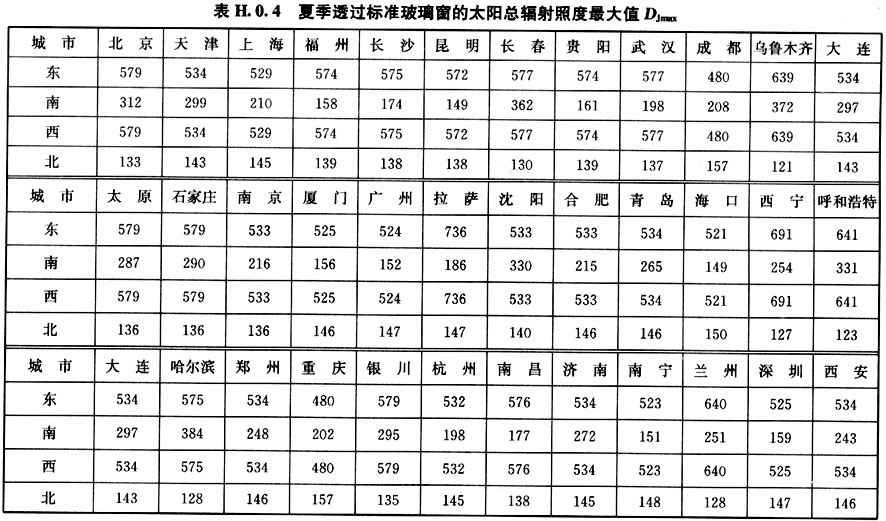 表 H.0.4 夏季透过标准玻璃窗的太阳总辐射照度最大值 DJmax
城市 北京 天津 上海 福州 长沙 昆明 长春 贵阳 武汉 成都 乌鲁木齐 大连
东 579 534 529 574 575 572 577 574 577 480 639 534
南 312 299 210 158 174 149 362 161 198 208 372 297
西 579 534 529 574 575 572 577 574 577 480 639 534
北 133 143 145 139 138 138 130 139 137 157 121 143
城市 太原 石家庄 南京 厦门 广州 拉萨 沈阳 合肥 青岛 海口 西宁 呼和浩特
东 579 579 533 525 524 736 533 533 534 521 691 641
南 287 290 216 156 152 186 330 215 265 149 254 331
西 579 579 533 525 524 736 533 533 534 521 691 641
北 136 136 136 146 147 147 140 146 146 150 127 123
城市 大连 哈尔滨 郑州 重庆 银川 杭州 南昌 济南 南宁 兰州 深圳 西安
东 534 575 534 480 579 532 576 534 523 640 525 534
南 297 384 248 202 295 198 177 272 151 251 159 243
西 534 575 534 480 579 532 576 534 523 640 525 534
北 143 128 146 157 135 145 138 145 148 128 147 146